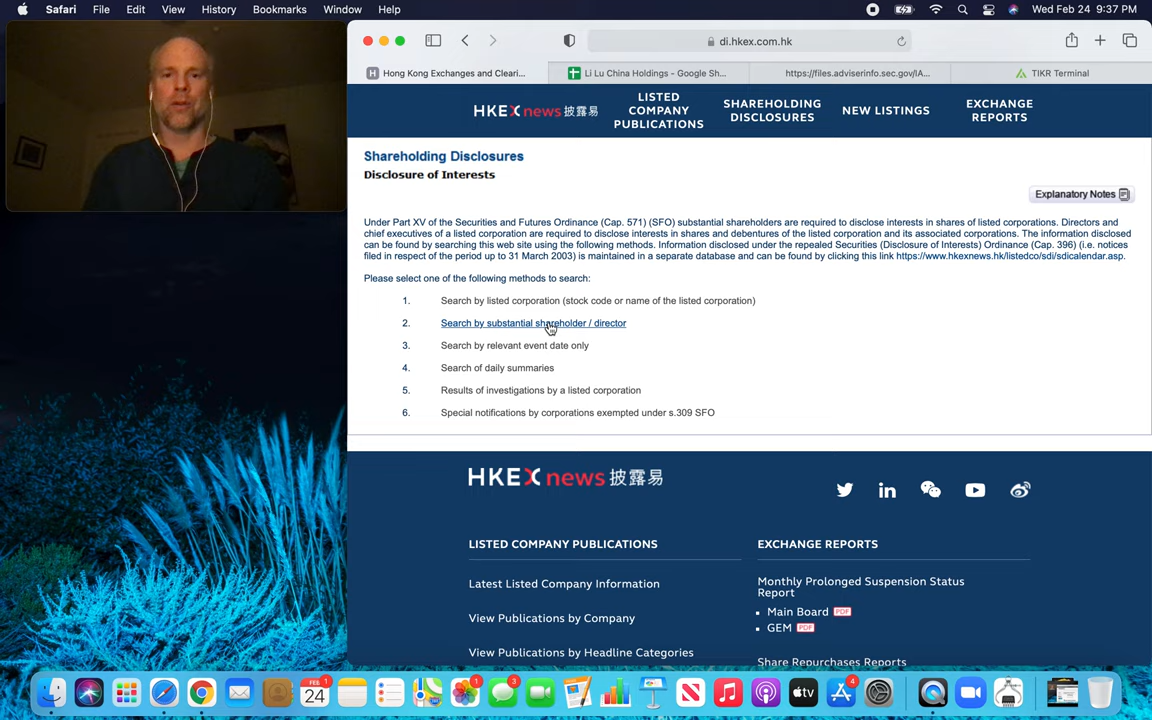 Safari File Edit View History Bookmarks Window Help Wed Feb 24 9:37 PM
di.hkex.com.hk
H Hong Kong Exchanges and Cleari... Li Lu China Holdings - Google Sh... https://files.adviserinfo.sec.gov/IA... TIKR Terminal
HKEX news 披露易
LISTED
COMPANY
PUBLICATIONS
SHAREHOLDING
DISCLOSURES
NEW LISTINGS
EXCHANGE
REPORTS
Shareholding Disclosures
Disclosure of Interests
Explanatory Notes
Under Part XV of the Securities and Futures Ordinance (Cap. 571) (SFO) substantial shareholders are required to disclose interests in shares of listed corporations. Directors and
chief executives of a listed corporation are required to disclose interests in shares and debentures of the listed corporation and its associated corporations. The information disclosed
can be found by searching this web site using the following methods. Information disclosed under the repealed Securities (Disclosure of Interests) Ordinance (Cap. 396) (i.e. notices
filed in respect of the period up to 31 March 2003) is maintained in a separate database and can be found by clicking this link https://www.hkexnews.hk/listedco/sdi/sdicalendar.asp.
Please select one of the following methods to search:
1. Search by listed corporation (stock code or name of the listed corporation)
2. Search by substantial shareholder / director
3. Search by relevant event date only
4. Search of daily summaries
5. Results of investigations by a listed corporation
6. Special notifications by corporations exempted under s.309 SFO
HKEX news 披露易
LISTED COMPANY PUBLICATIONS
Latest Listed Company Information
View Publications by Company
View Publications by Headline Categories
EXCHANGE REPORTS
Monthly Prolonged Suspension Status
Report
Main Board PDF
GEM PDF
Share Repurchases Reports
FEB 1
24
1
3
tv
4